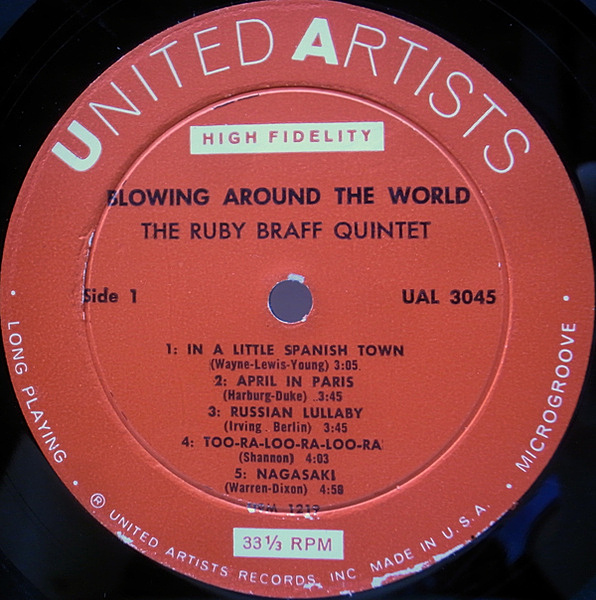 UNITED ARTISTS
HIGH FIDELITY
BLOWING AROUND THE WORLD
THE RUBY BRAFF QUINTET
Side 1
UAL 3045
1: IN A LITTLE SPANISH TOWN
(Wayne-Lewis-Young) 3:05
2: APRIL IN PARIS
(Harburg-Duke) 3:45
3: RUSSIAN LULLABY
(Irving Berlin) 3:45
4: TOO-RA-LOO-RA-LOO-RA
(Shannon) 4:03
5: NAGASAKI
(Warren-Dixon) 4:58
33 1/3 RPM
• LONG PLAYING •
® UNITED ARTISTS RECORDS, INC MADE IN U.S.A.
• MICROGROOVE •